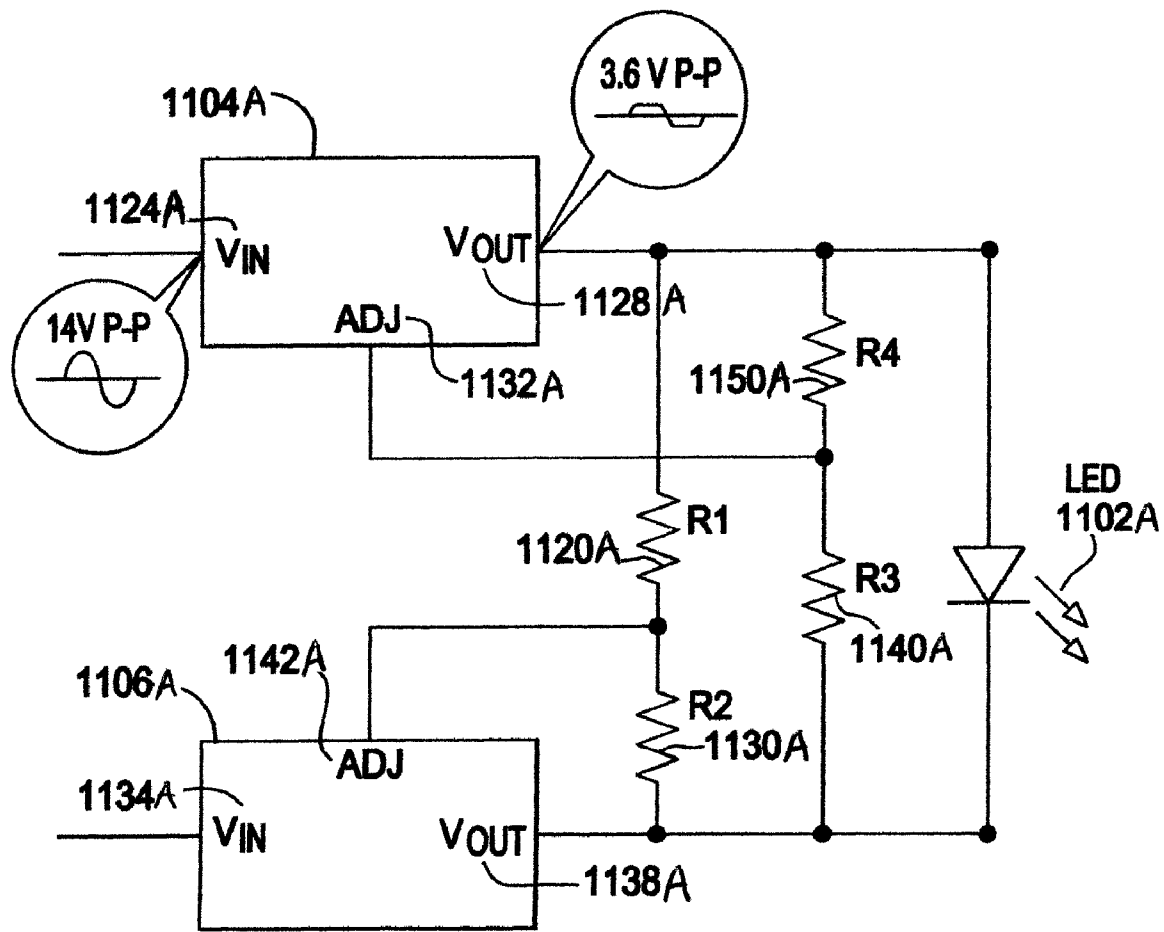 3.6 V P-P
1104A
1124A
VIN
VOUT
14V P-P
ADJ
1128A
1132A
R4
1150A
LED
1102A
R1
1120A
R3
1140A
1142A
1106A
R2
1130A
ADJ
1134A
VIN
VOUT
1138A